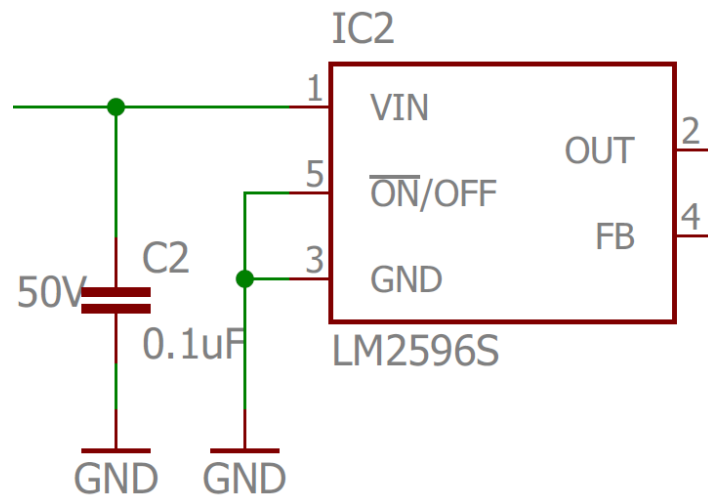 IC2
1
VIN
2
OUT
5
ON/OFF
4
FB
3
GND
C2
50V
0.1uF
LM2596S
GND
GND